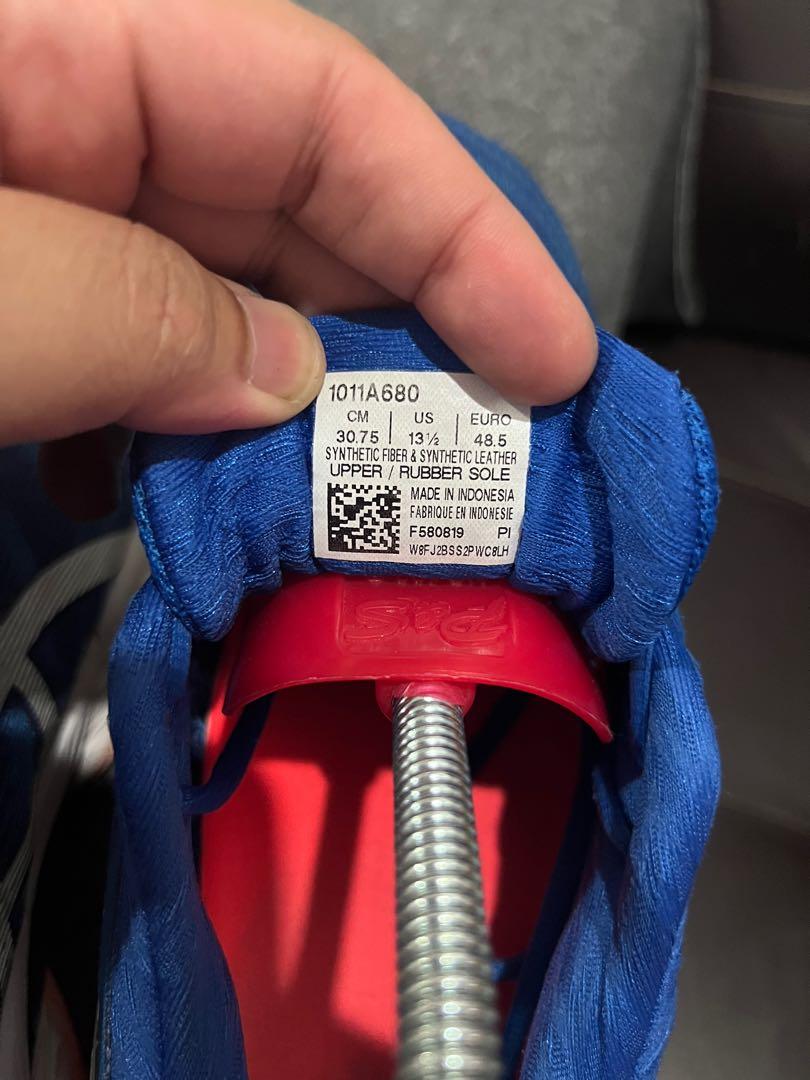 1011A680
CM | US | EURO
30.75 | 13½ | 48.5
SYNTHETIC FIBER & SYNTHETIC LEATHER
UPPER / RUBBER SOLE
MADE IN INDONESIA
FABRIQUE EN INDONESIE
F580819 PI
W8FJ2BSS2PWC8LH